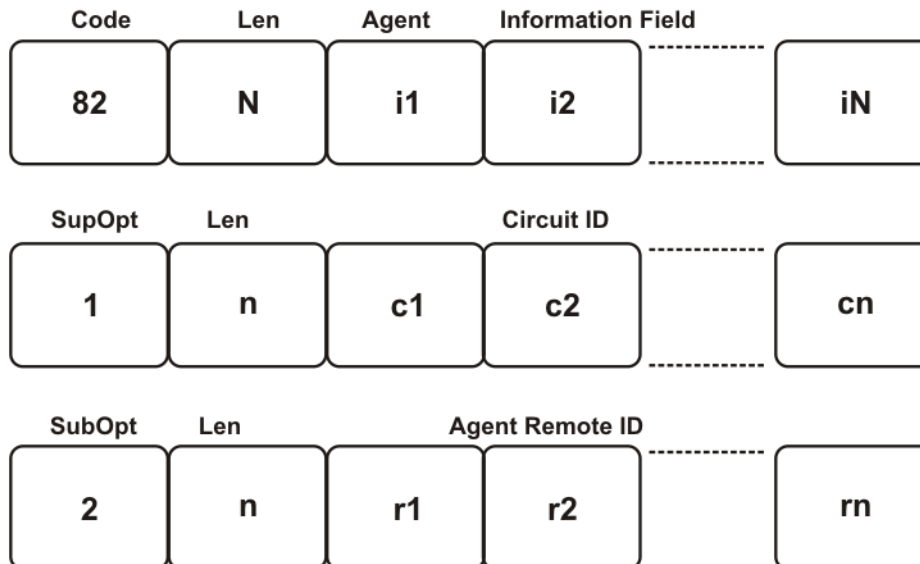 Code Len Agent Information Field
82 N i1 i2 iN
SupOpt Len Circuit ID
1 n c1 c2 cn
SubOpt Len Agent Remote ID
2 n r1 r2 rn